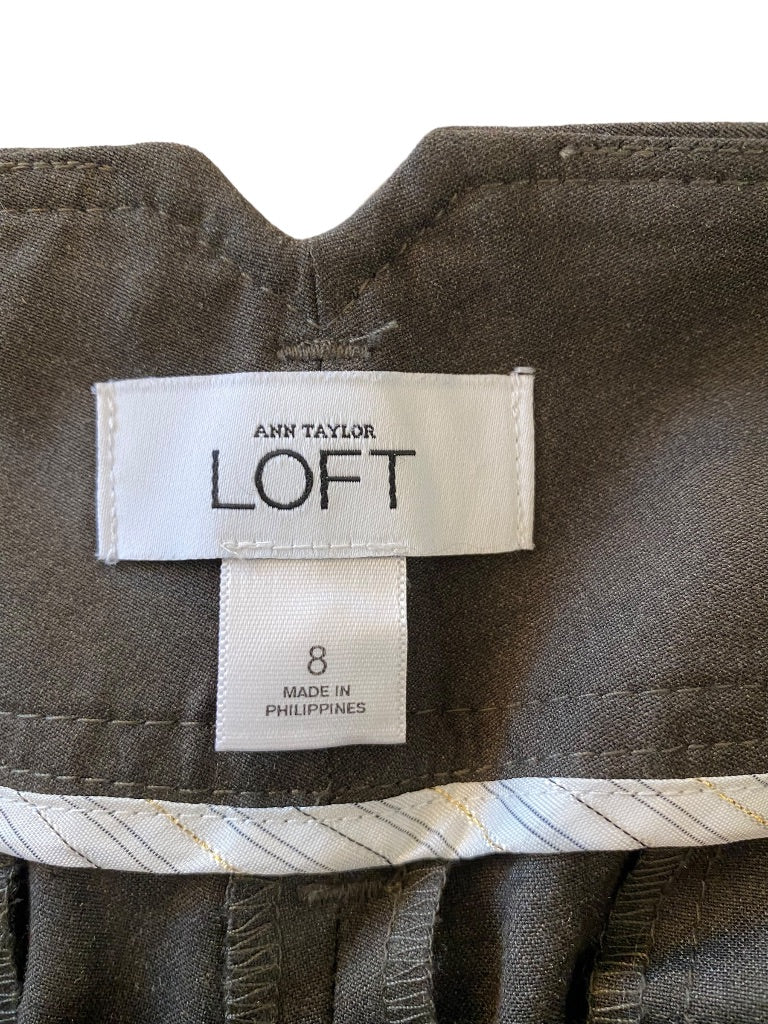 ANN TAYLOR
LOFT
8
MADE IN
PHILIPPINES